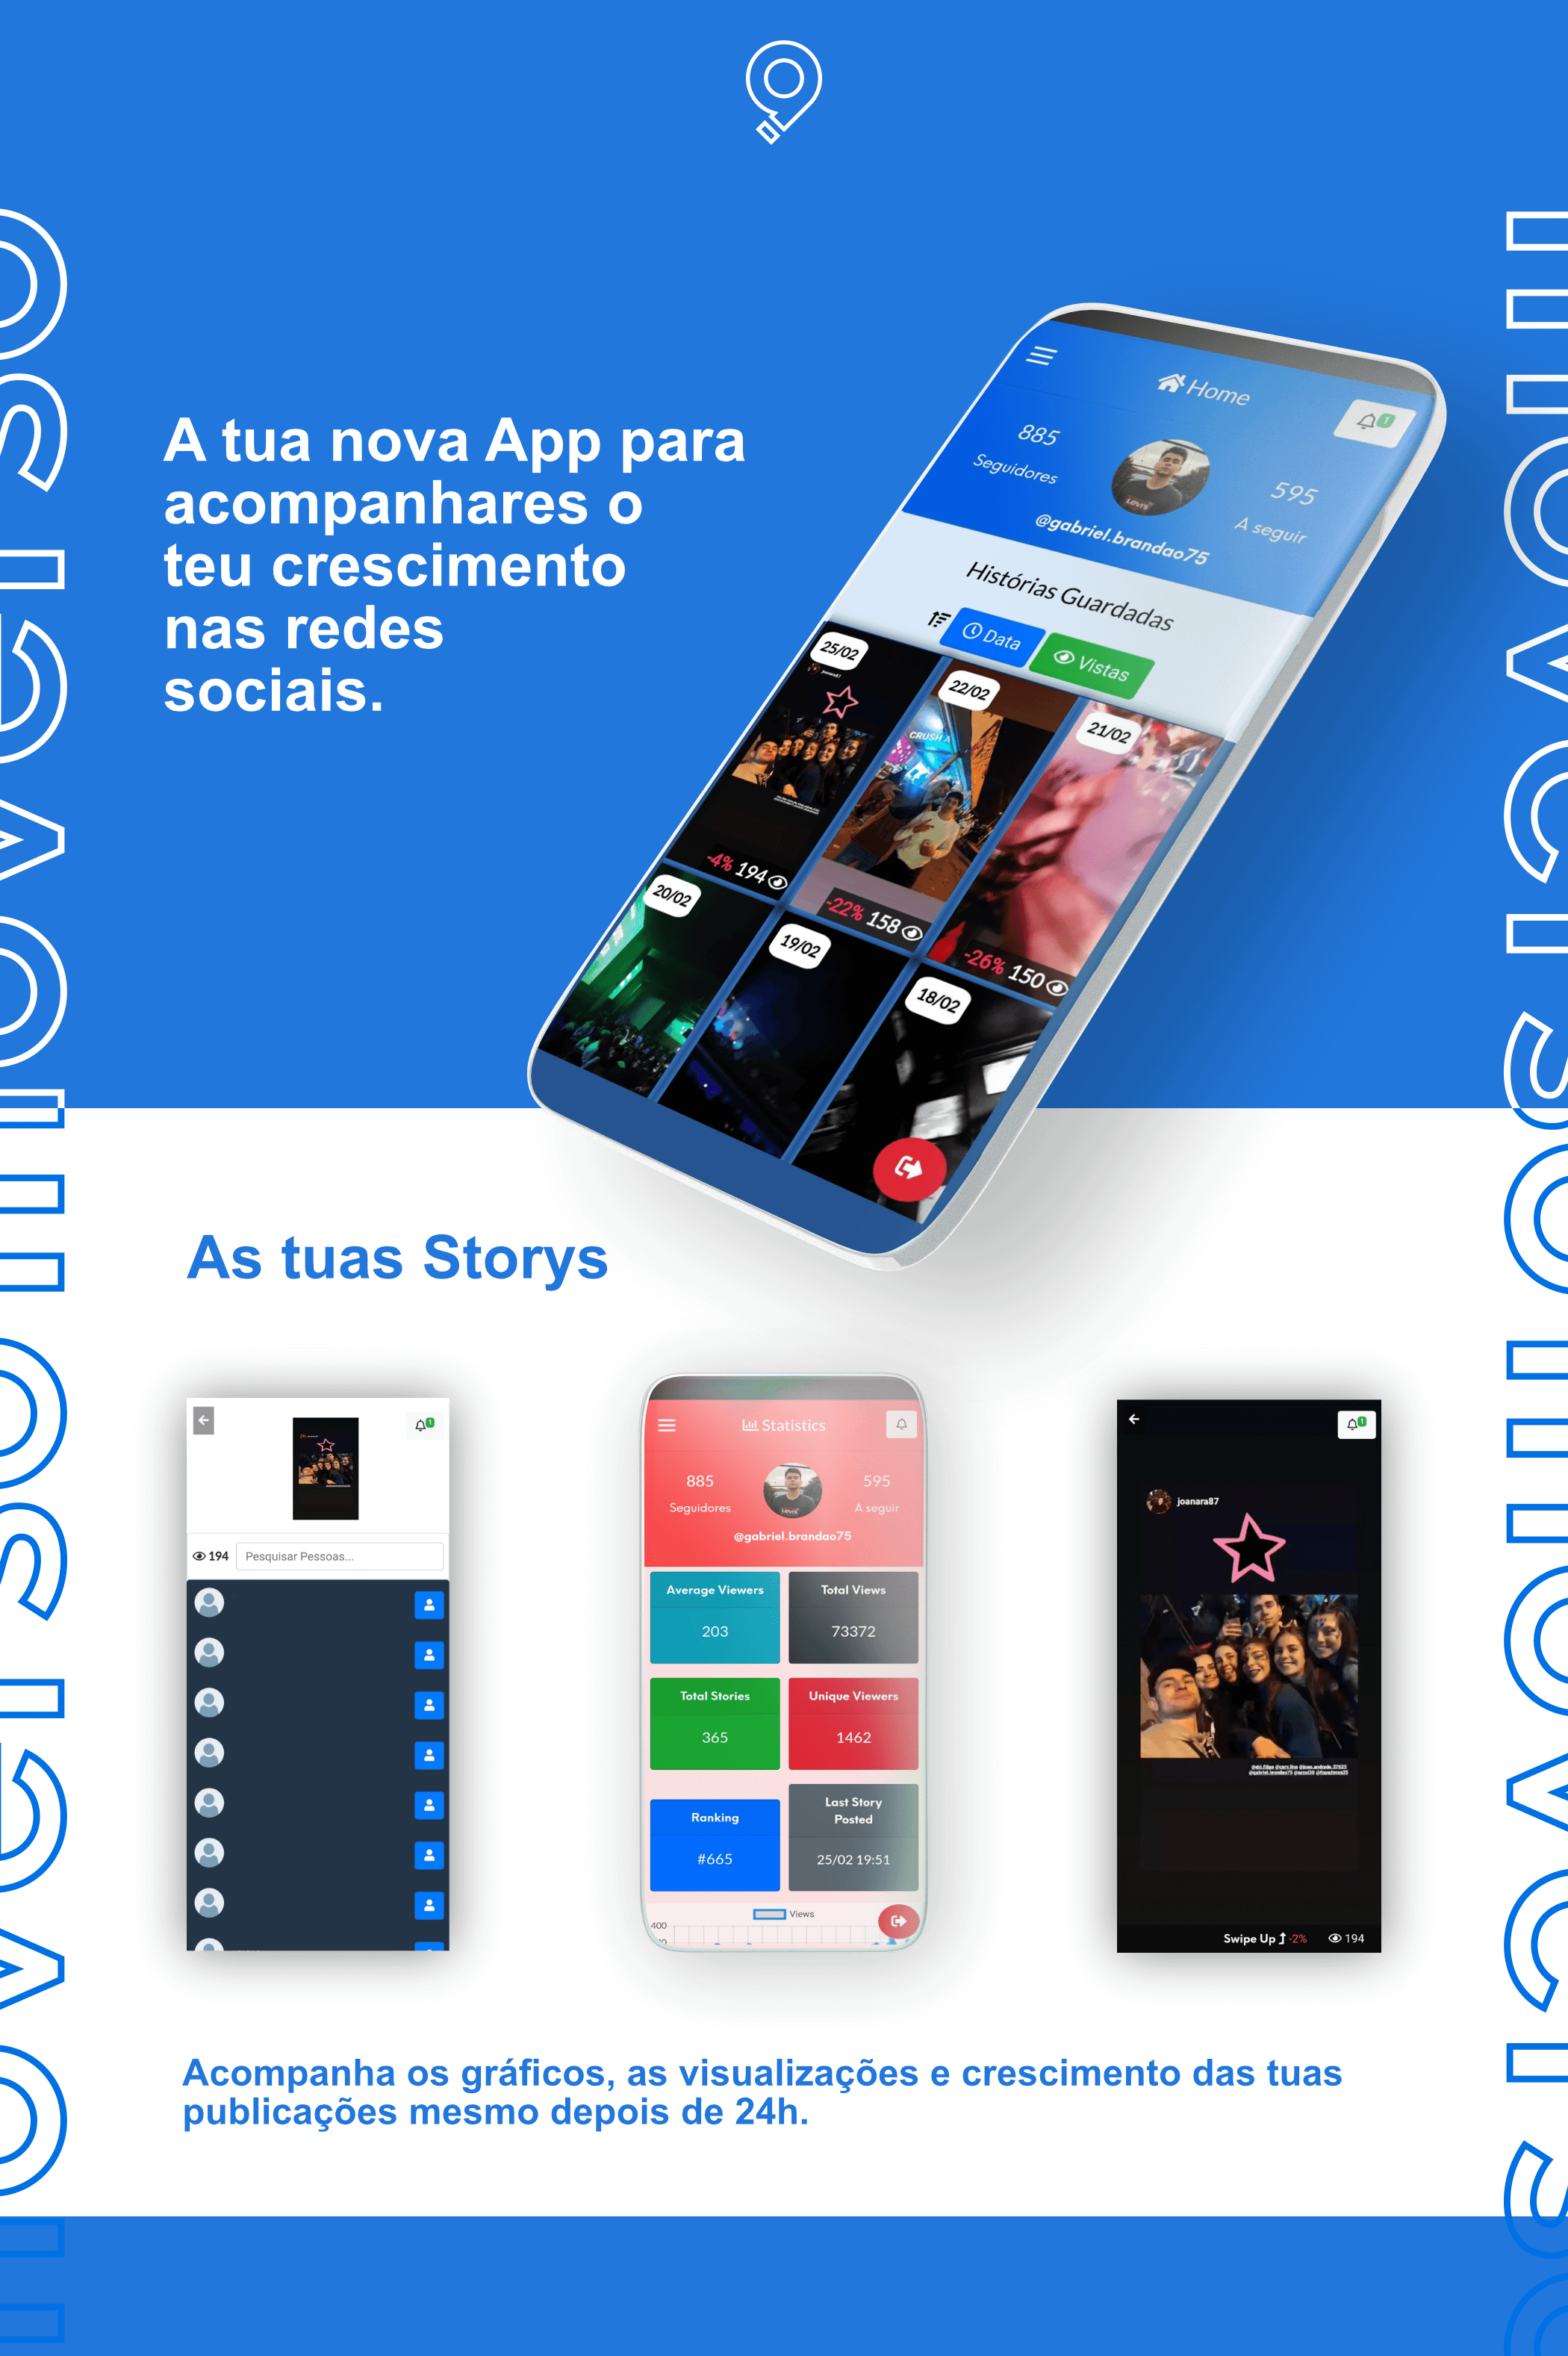 A tua nova App para
acompanhares o
teu crescimento
nas redes
sociais.
Home
1
885
Seguidores
595
A seguir
@gabriel.brandao75
Histórias Guardadas
Data
Vistas
25/02
22/02
21/02
CRUSH
-4% 194
-22% 158
-26% 150
20/02
19/02
18/02
As tuas Storys
1
194
Pesquisar Pessoas...
Statistics
885
Seguidores
595
A seguir
@gabriel.brandao75
Average Viewers
203
Total Views
73372
Total Stories
365
Unique Viewers
1462
Ranking
#665
Last Story
Posted
25/02 19:51
Views
400
1
joanara87
Swipe Up -2% 194
Acompanha os gráficos, as visualizações e crescimento das tuas
publicações mesmo depois de 24h.